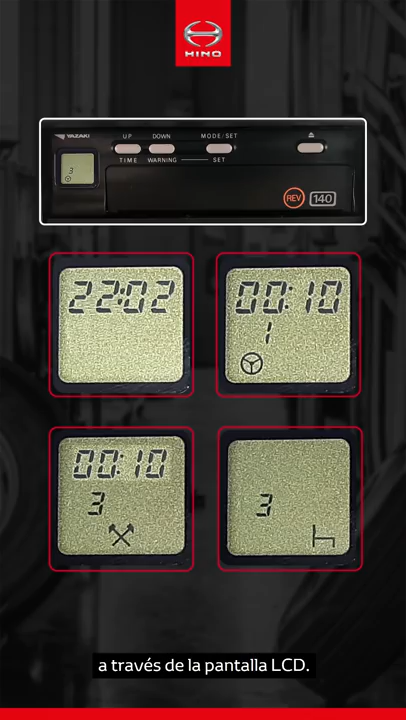 HINO
YAZAKI
UP DOWN MODE/SET
TIME WARNING SET
3
REV 140
22:02
00:10
1
00:10
3
3
a través de la pantalla LCD.